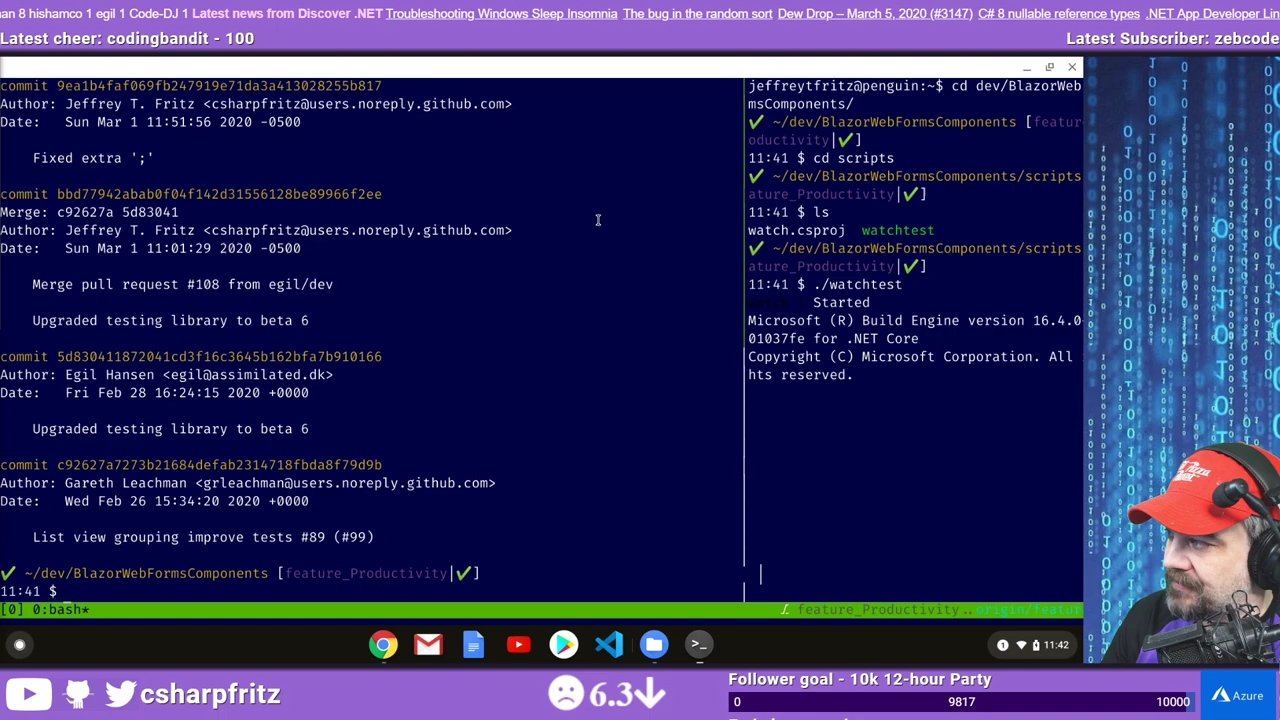 an 8 hishamco 1 egil 1 Code-DJ 1 Latest news from Discover .NET Troubleshooting Windows Sleep Insomnia The bug in the random sort Dew Drop – March 5, 2020 (#3147) C# 8 nullable reference types .NET App Developer Lin
Latest cheer: codingbandit - 100
Latest Subscriber: zebcode
commit 9ea1b4faf069fb247919e71da3a413028255b817
Author: Jeffrey T. Fritz <csharpfritz@users.noreply.github.com>
Date:   Sun Mar 1 11:51:56 2020 -0500
Fixed extra ';'
commit bbd77942abab0f04f142d31556128be89966f2ee
Merge: c92627a 5d83041
Author: Jeffrey T. Fritz <csharpfritz@users.noreply.github.com>
Date:   Sun Mar 1 11:01:29 2020 -0500
Merge pull request #108 from egil/dev
Upgraded testing library to beta 6
commit 5d830411872041cd3f16c3645b162bfa7b910166
Author: Egil Hansen <egil@assimilated.dk>
Date:   Fri Feb 28 16:24:15 2020 +0000
Upgraded testing library to beta 6
commit c92627a7273b21684defab2314718fbda8f79d9b
Author: Gareth Leachman <grleachman@users.noreply.github.com>
Date:   Wed Feb 26 15:34:20 2020 +0000
List view grouping improve tests #89 (#99)
✔ ~/dev/BlazorWebFormsComponents [feature_Productivity|✔]
11:41 $
[0] 0:bash*
jeffreytfritz@penguin:~$ cd dev/BlazorWeb
msComponents/
✔ ~/dev/BlazorWebFormsComponents [featur
oductivity|✔]
11:41 $ cd scripts
✔ ~/dev/BlazorWebFormsComponents/scripts
ature_Productivity|✔]
11:41 $ ls
watch.csproj  watchtest
✔ ~/dev/BlazorWebFormsComponents/scripts
ature_Productivity|✔]
11:41 $ ./watchtest
watch : Started
Microsoft (R) Build Engine version 16.4.0
01037fe for .NET Core
Copyright (C) Microsoft Corporation. All
hts reserved.
feature_Productivity..origin/featur
1 11:42
csharpfritz
6.3
Follower goal - 10k 12-hour Party
0 9817 10000
Azure